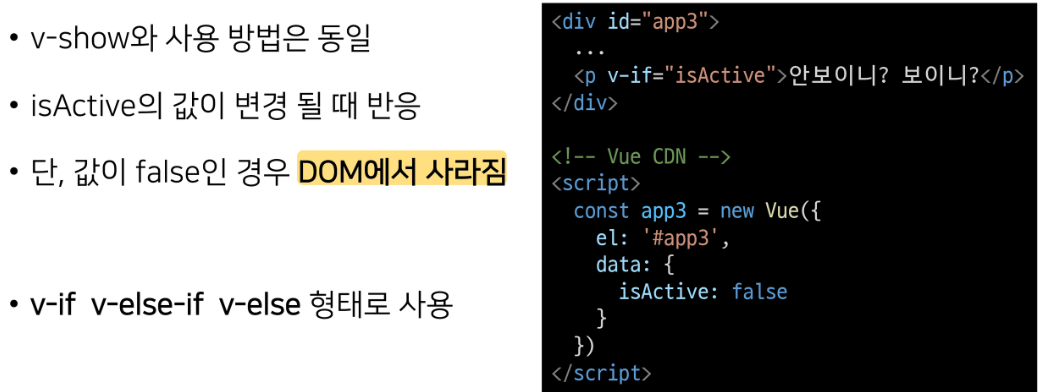 • v-show와 사용 방법은 동일
• isActive의 값이 변경 될 때 반응
• 단, 값이 false인 경우 DOM에서 사라짐
• v-if v-else-if v-else 형태로 사용
<div id="app3">
  ...
  <p v-if="isActive">안보이니? 보이니?</p>
</div>

<!-- Vue CDN -->
<script>
  const app3 = new Vue({
    el: '#app3',
    data: {
      isActive: false
    }
  })
</script>